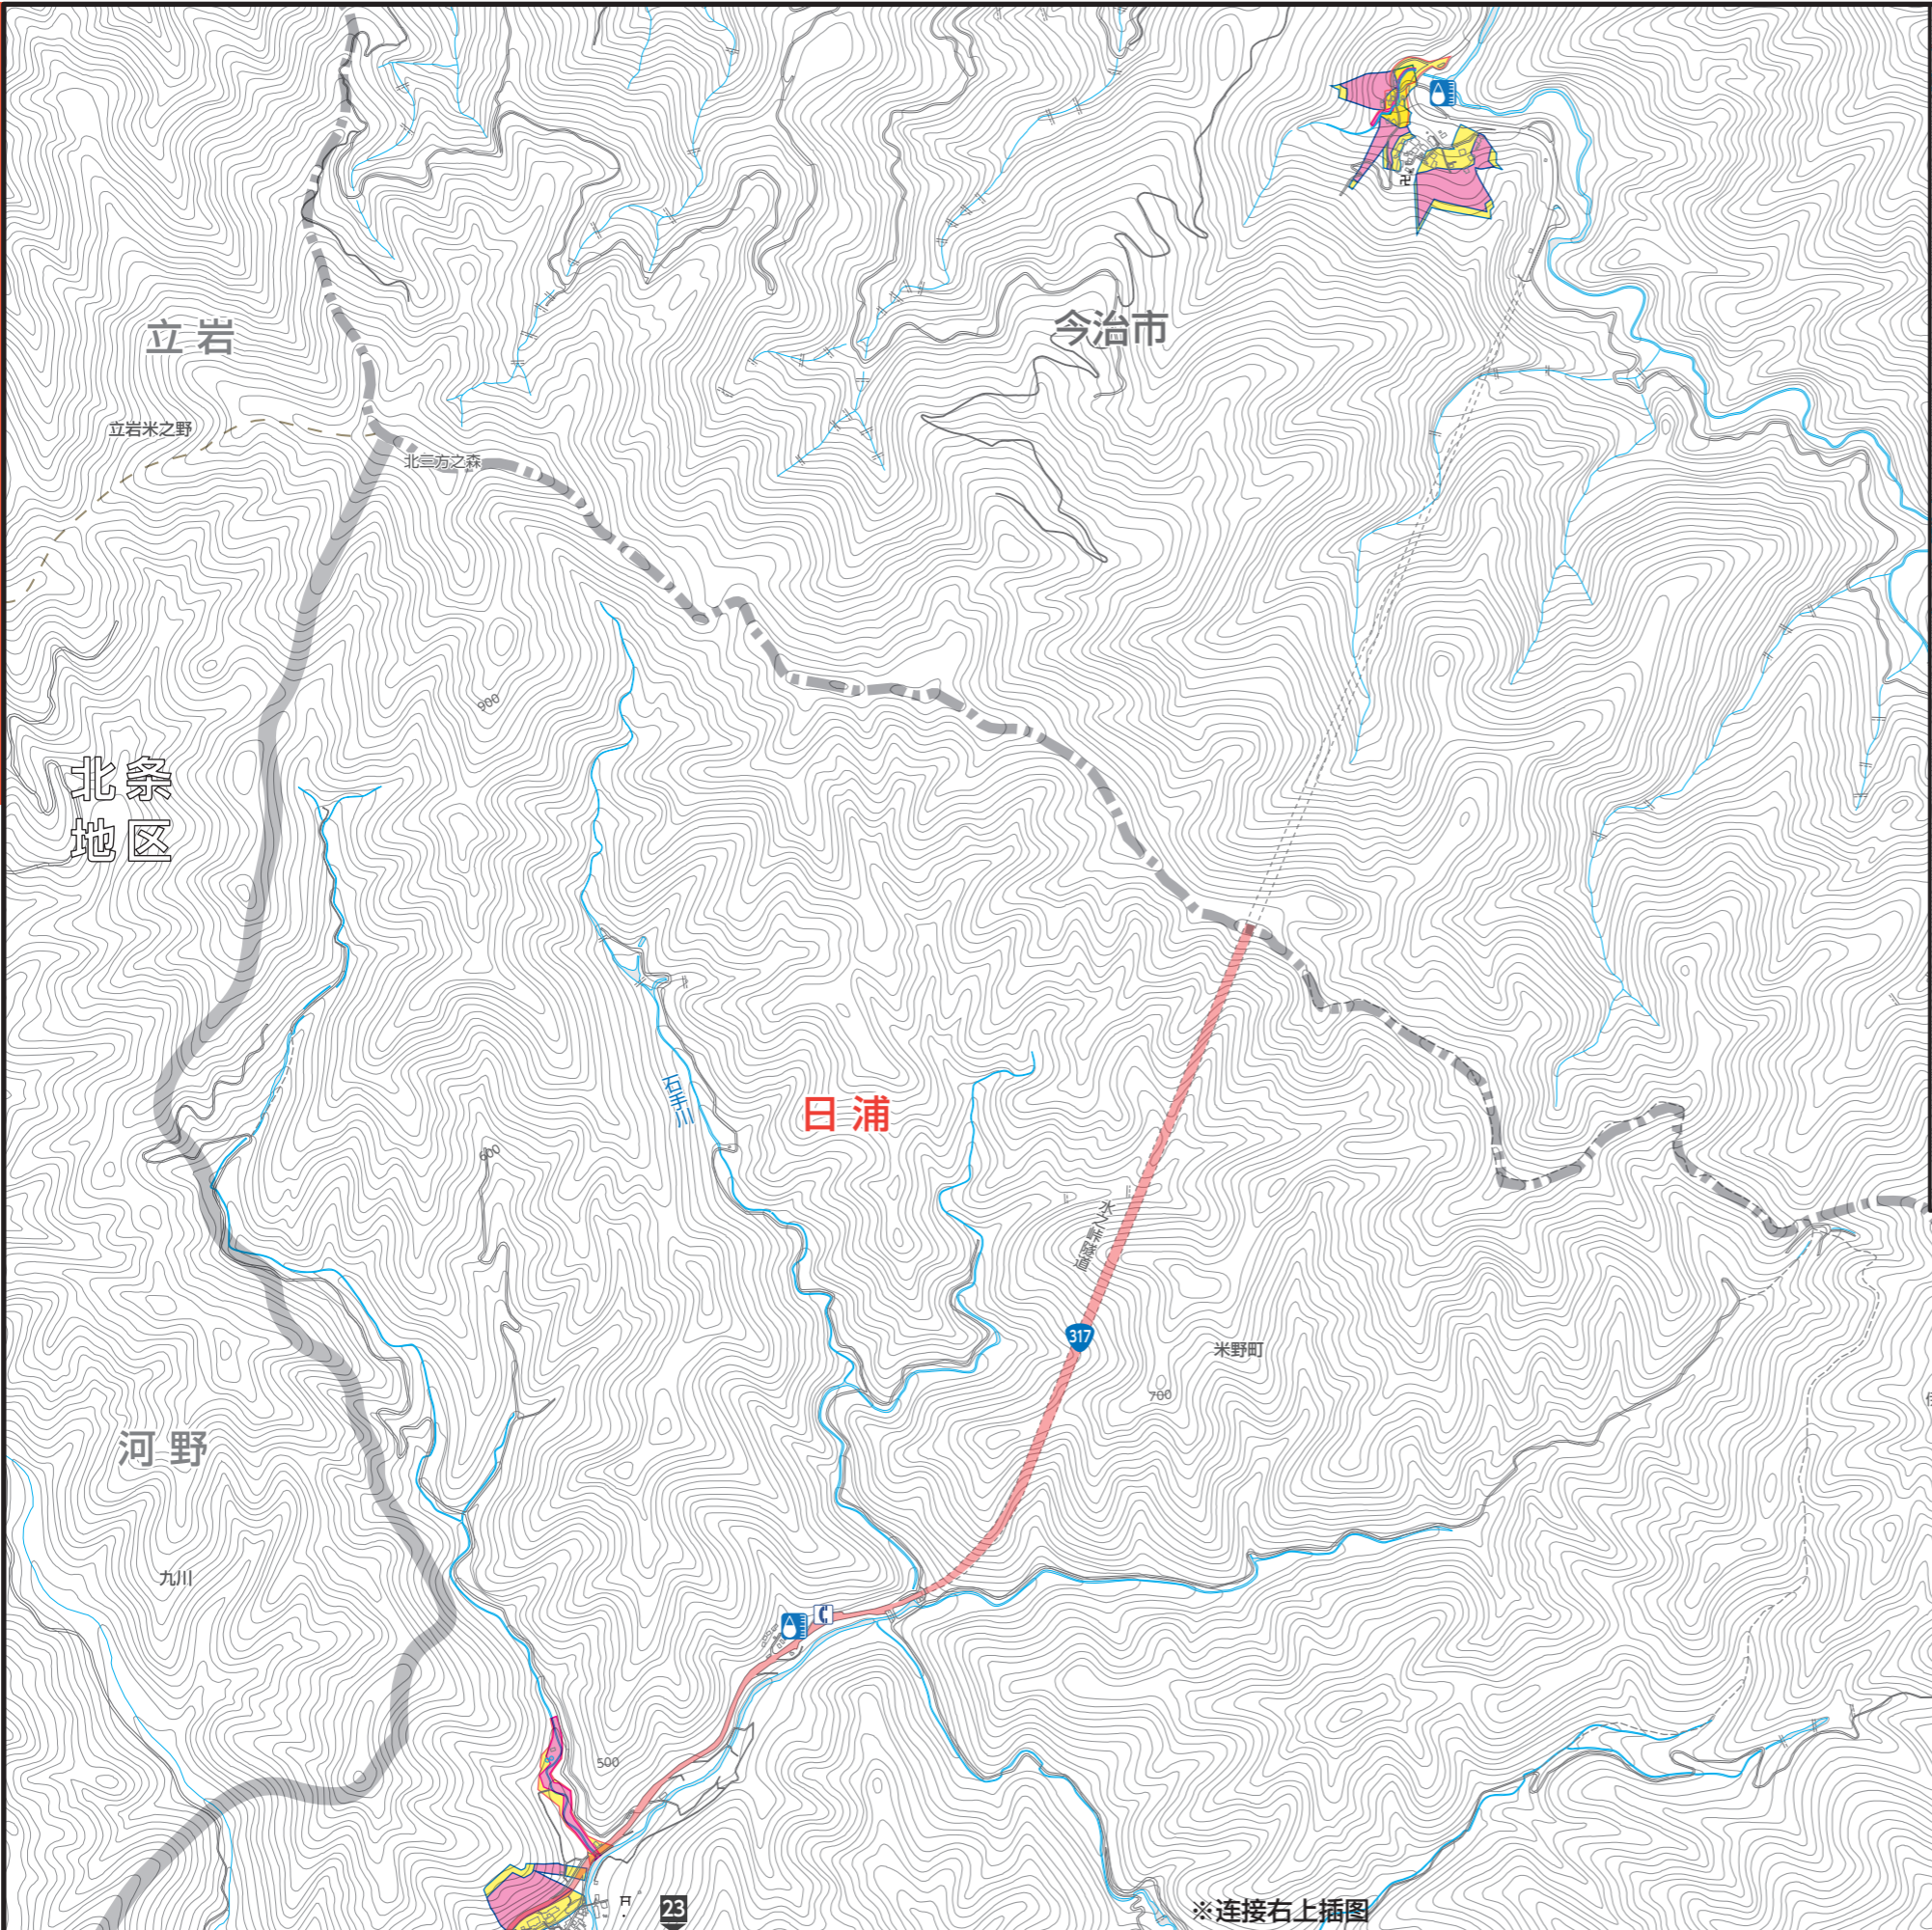 立岩
今治市
立岩米之野
北三方之森
900
北条
地区
石手川
日浦
600
水之峠隧道
317
米野町
700
河野
九川
500
23
※连接右上插图